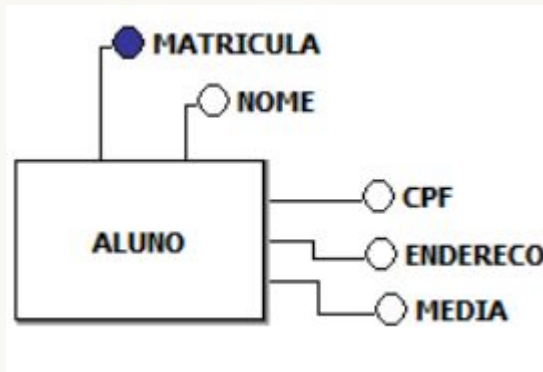 MATRICULA
NOME
CPF
ALUNO
ENDERECO
MEDIA